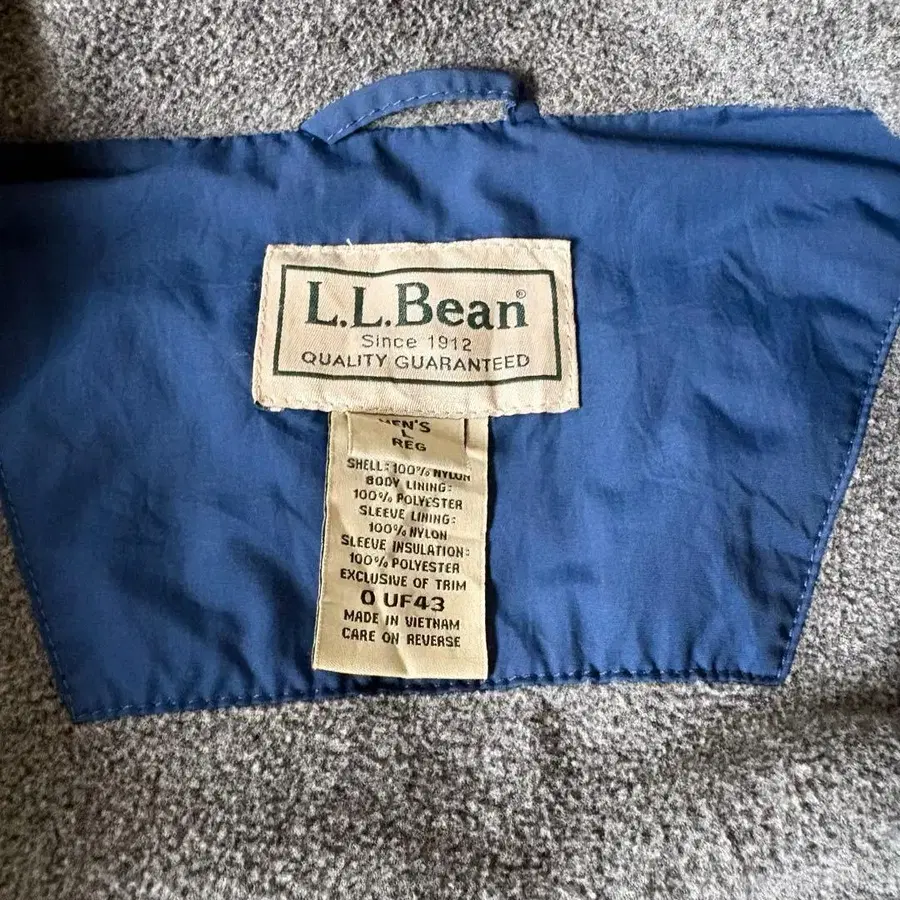 L.L.Bean®
Since 1912
QUALITY GUARANTEED
MEN'S
L
REG
SHELL: 100% NYLON
BODY LINING:
100% POLYESTER
SLEEVE LINING:
100% NYLON
SLEEVE INSULATION:
100% POLYESTER
EXCLUSIVE OF TRIM
0 UF43
MADE IN VIETNAM
CARE ON REVERSE